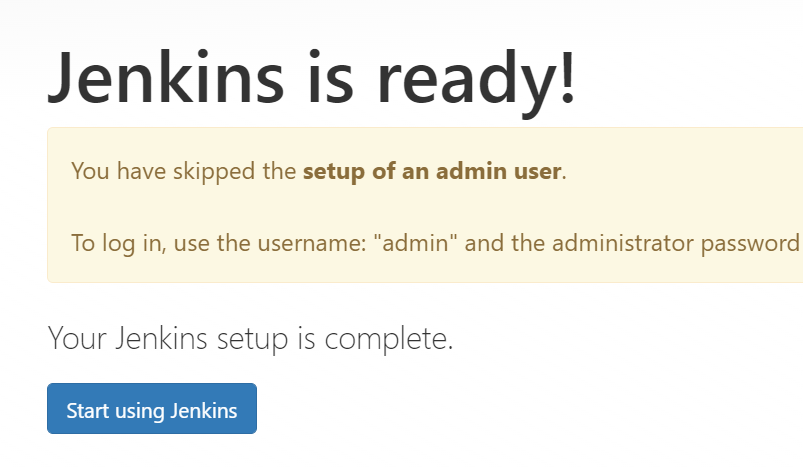 Jenkins is ready!
You have skipped the setup of an admin user.
To log in, use the username: "admin" and the administrator password
Your Jenkins setup is complete.
Start using Jenkins